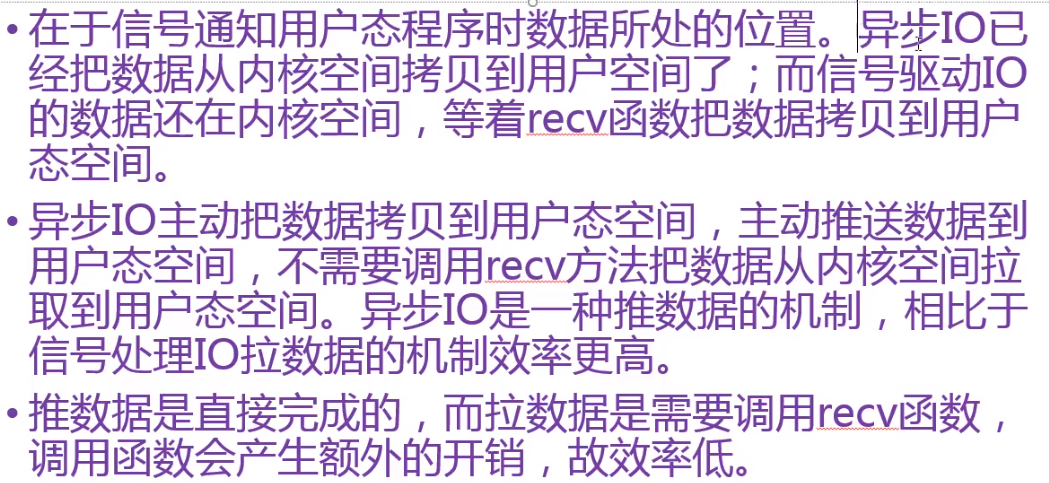 • 在于信号通知用户态程序时数据所处的位置。异步IO已
经把数据从内核空间拷贝到用户空间了；而信号驱动IO
的数据还在内核空间，等着recv函数把数据拷贝到用户
态空间。
• 异步IO主动把数据拷贝到用户态空间，主动推送数据到
用户态空间，不需要调用recv方法把数据从内核空间拉
取到用户态空间。异步IO是一种推数据的机制，相比于
信号处理IO拉数据的机制效率更高。
• 推数据是直接完成的，而拉数据是需要调用recv函数，
调用函数会产生额外的开销，故效率低。